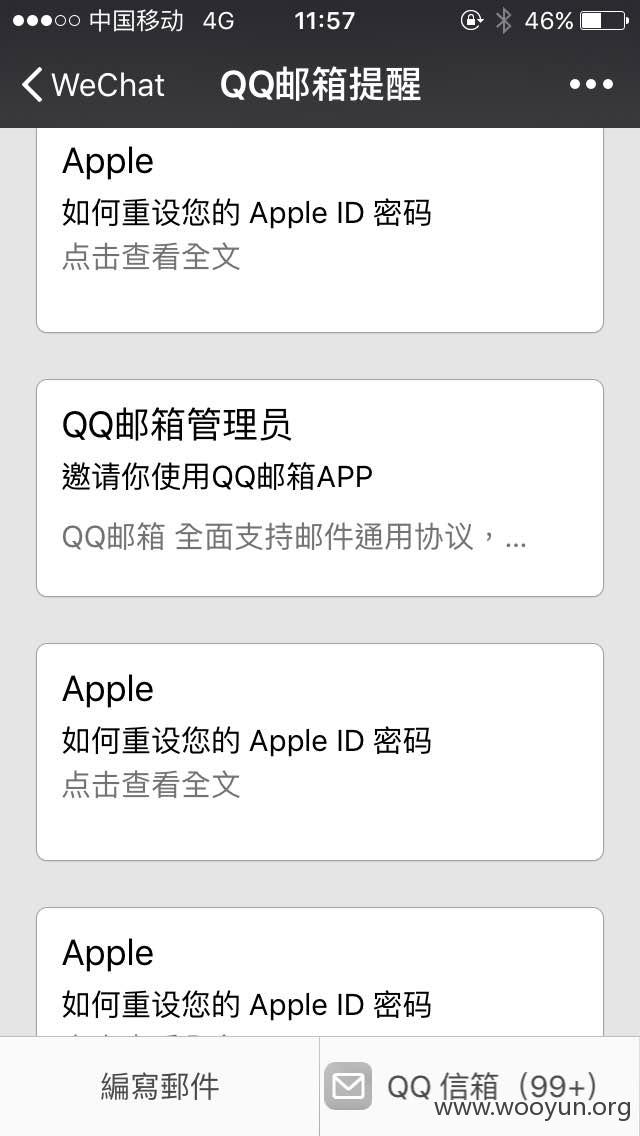 中国移动 4G 11:57 46%
WeChat QQ邮箱提醒
Apple
如何重设您的 Apple ID 密码
点击查看全文
QQ邮箱管理员
邀请你使用QQ邮箱APP
QQ邮箱 全面支持邮件通用协议，...
Apple
如何重设您的 Apple ID 密码
点击查看全文
Apple
如何重设您的 Apple ID 密码
編寫郵件 QQ 信箱（99+）
www.wooyun.org